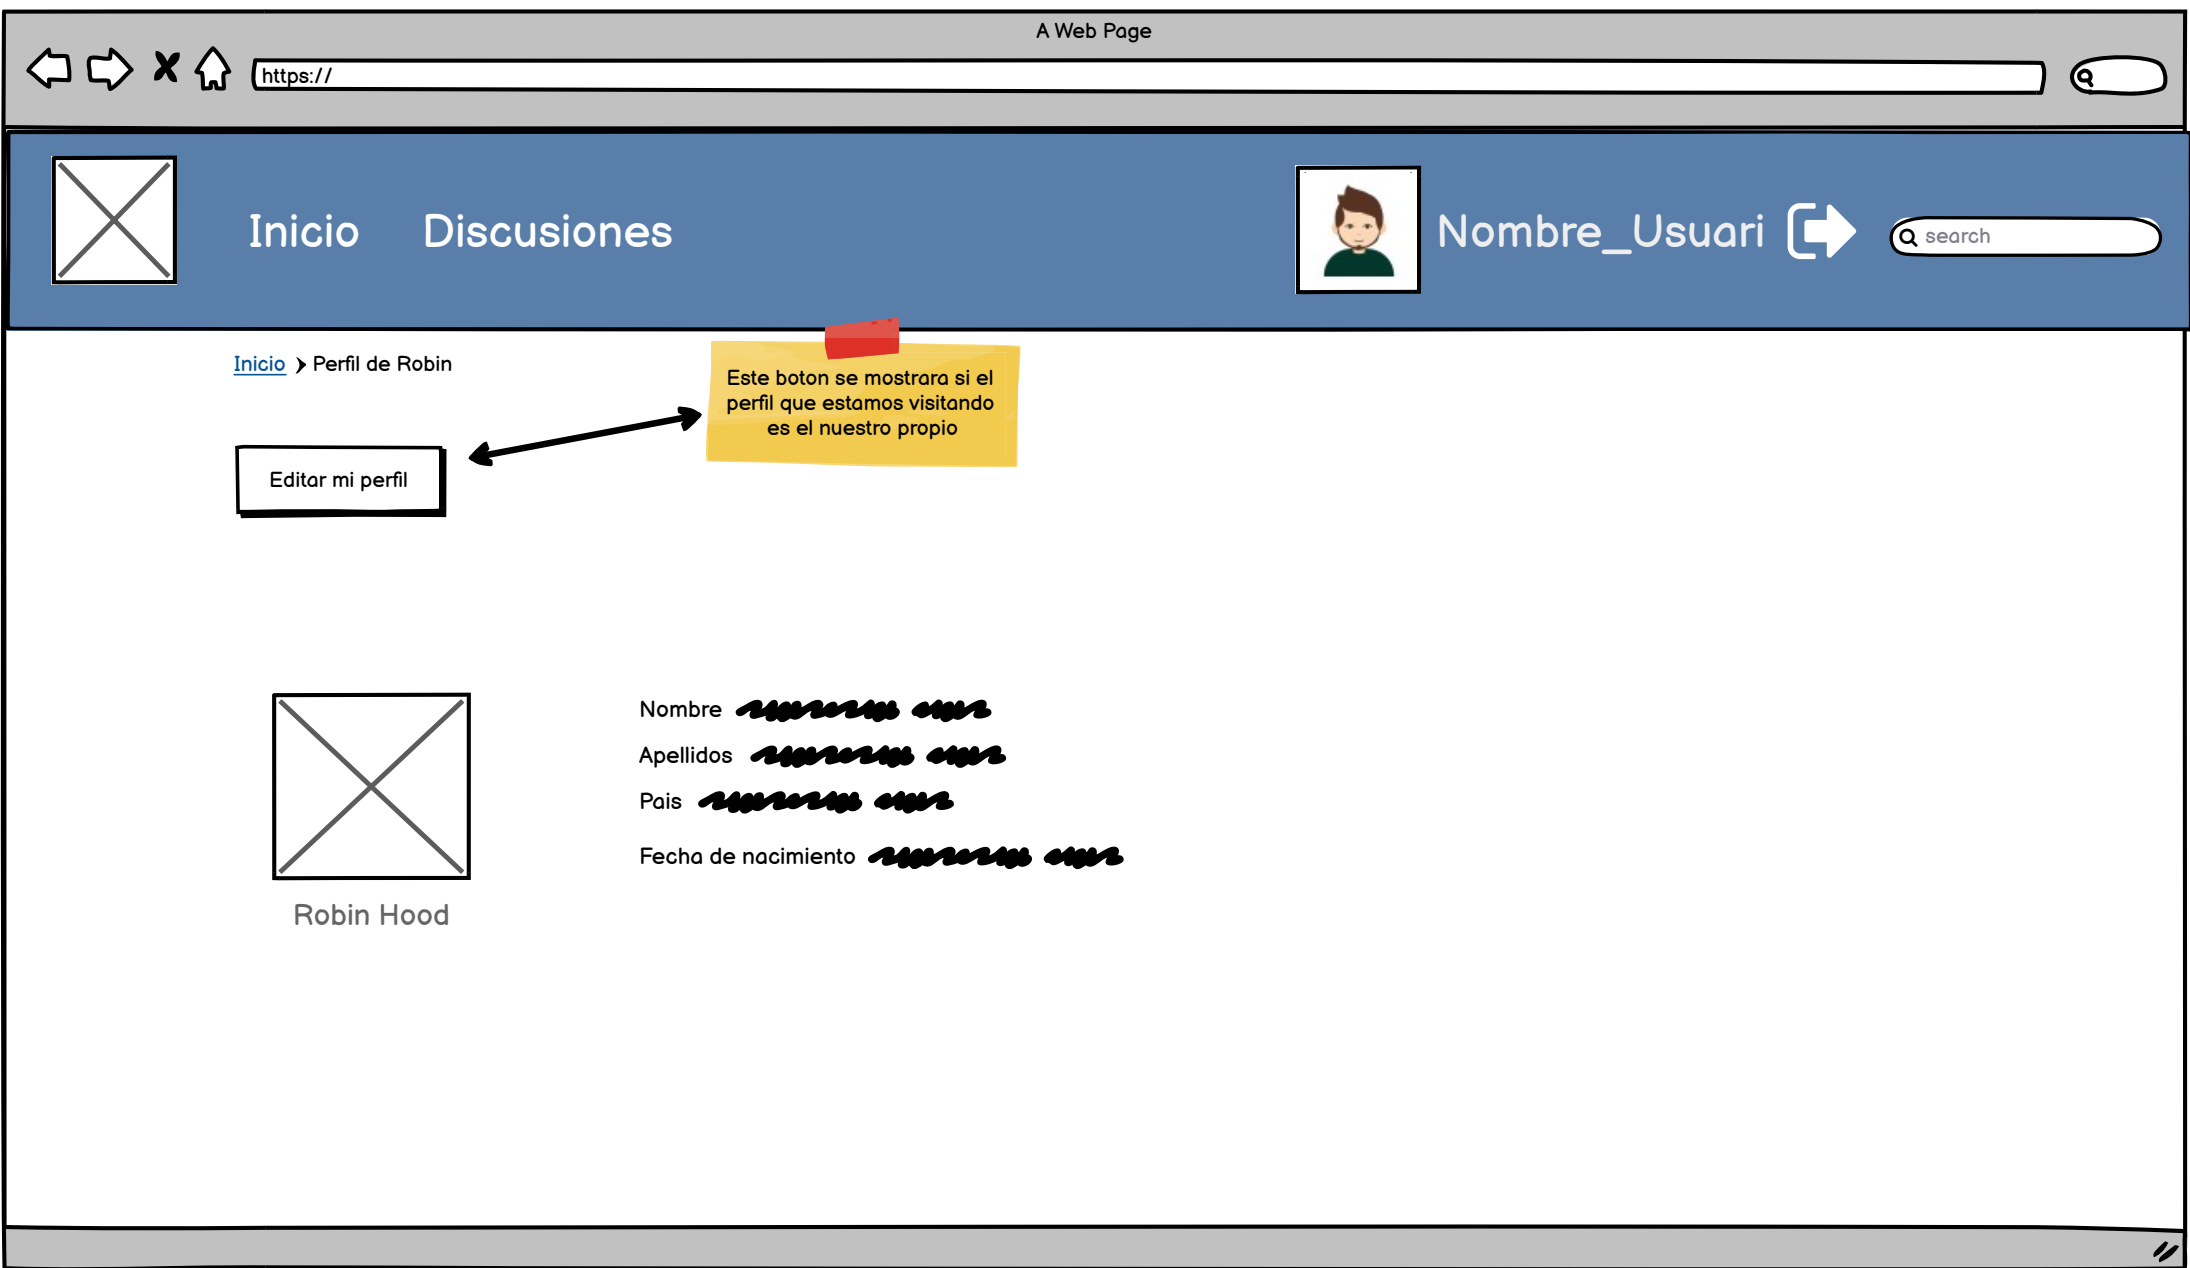 A Web Page
https://
Inicio Discusiones Nombre_Usuari search
Inicio Perfil de Robin
Este boton se mostrara si el
perfil que estamos visitando
es el nuestro propio
Editar mi perfil
Nombre
Apellidos
Pais
Fecha de nacimiento
Robin Hood